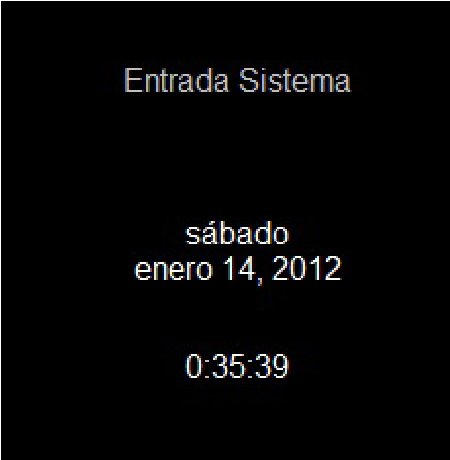 Entrada Sistema
sábado
enero 14, 2012
0:35:39